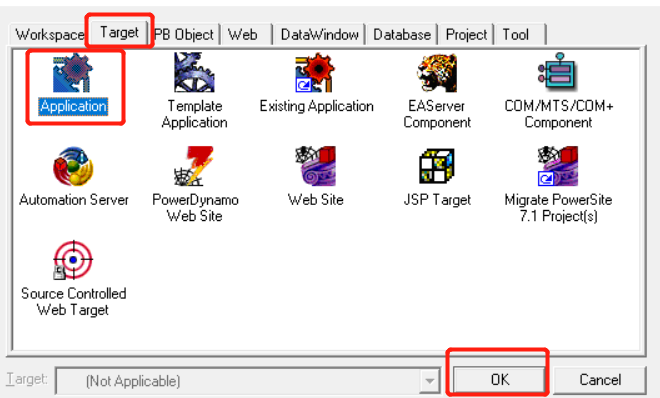 Workspace Target PB Object Web DataWindow Database Project Tool
Application
Template
Application
Existing Application
EAServer
Component
COM/MTS/COM+
Component
Automation Server
PowerDynamo
Web Site
Web Site
JSP Target
Migrate PowerSite
7.1 Project(s)
Source Controlled
Web Target
Target: (Not Applicable) OK Cancel